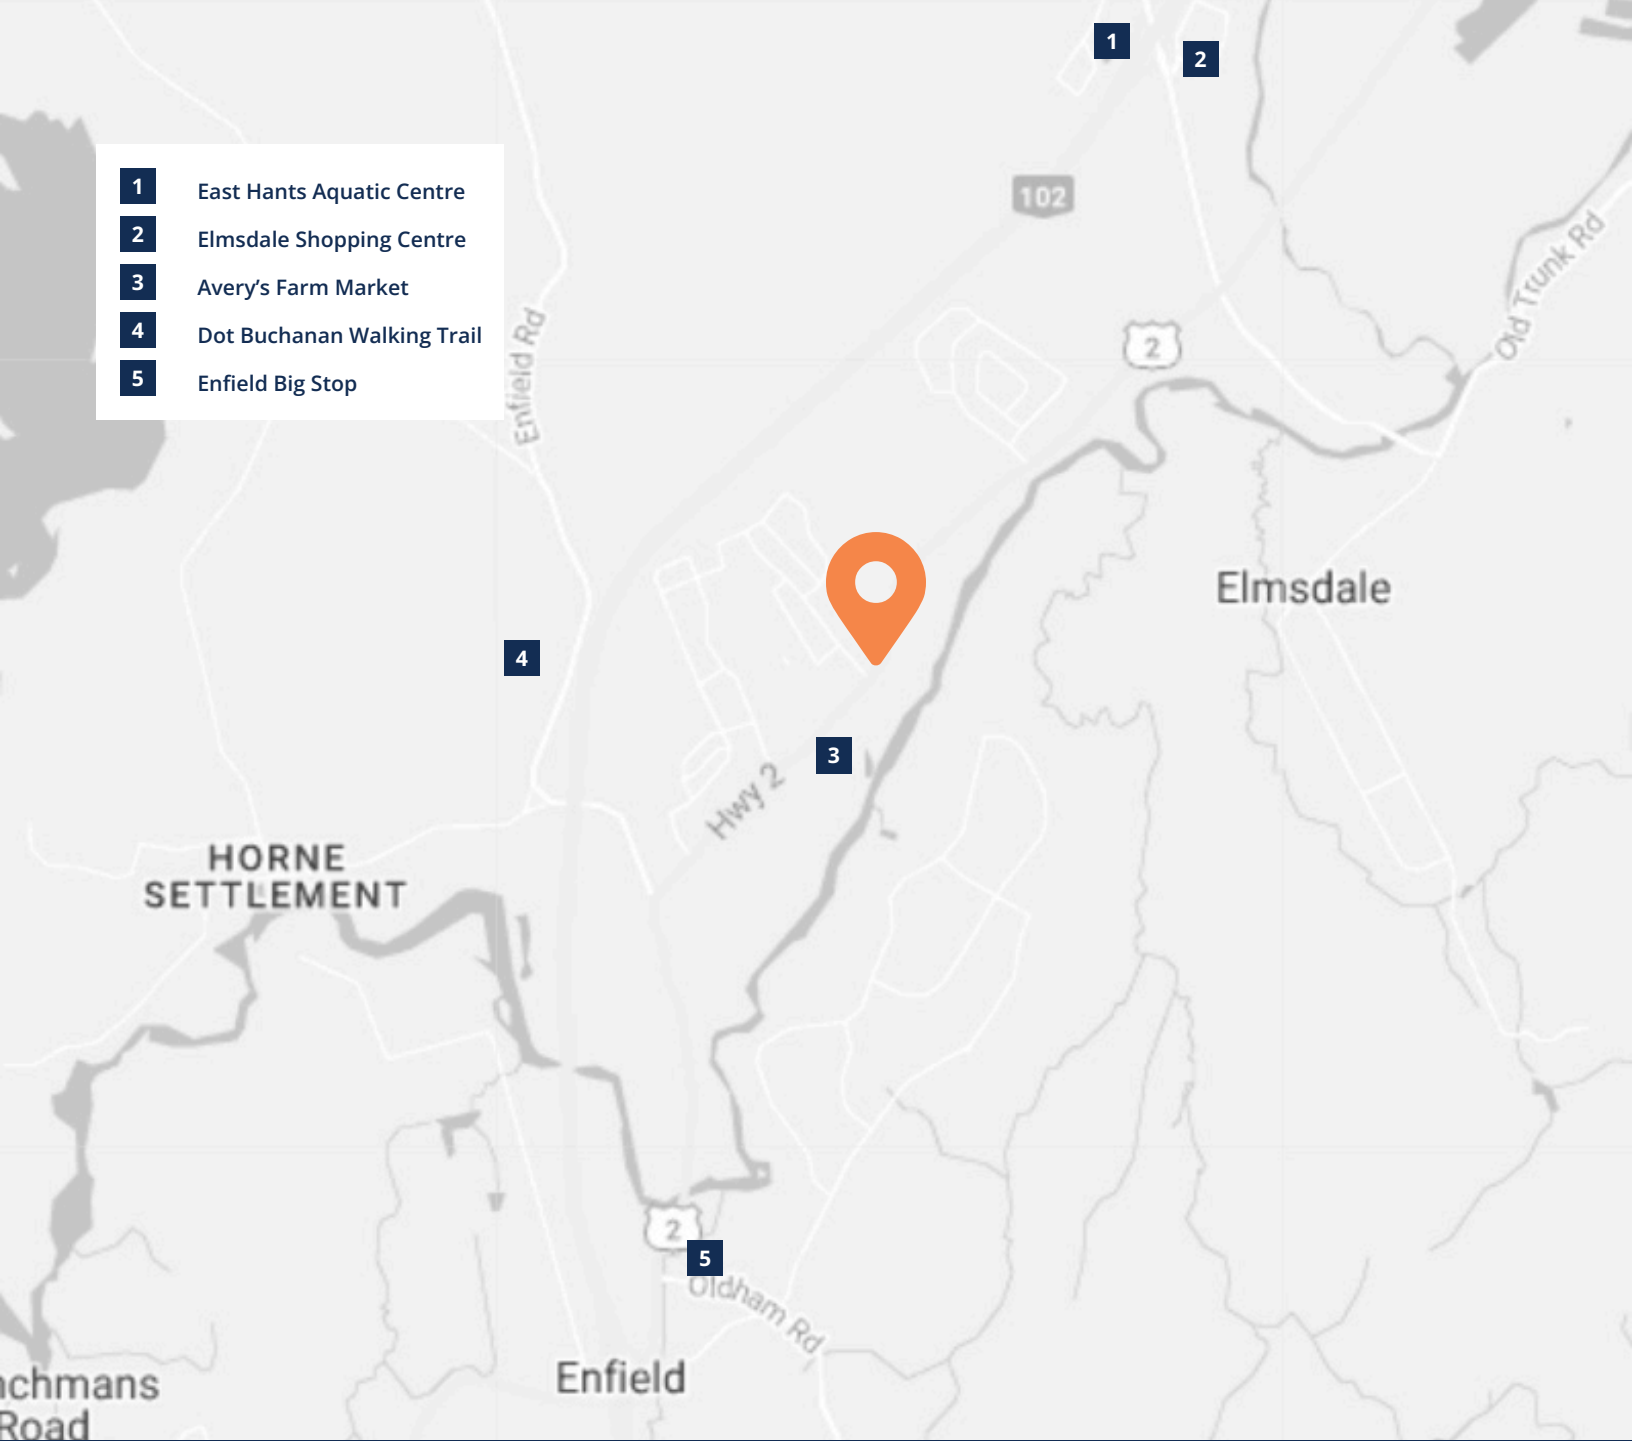 1
2
102
1 East Hants Aquatic Centre
2 Elmsdale Shopping Centre
3 Avery’s Farm Market
4 Dot Buchanan Walking Trail
5 Enfield Big Stop
Enfield Rd
Old Trunk Rd
2
Elmsdale
4
3
Hwy 2
HORNE
SETTLEMENT
2
5
Oldham Rd
Enfield
nchmans
Road